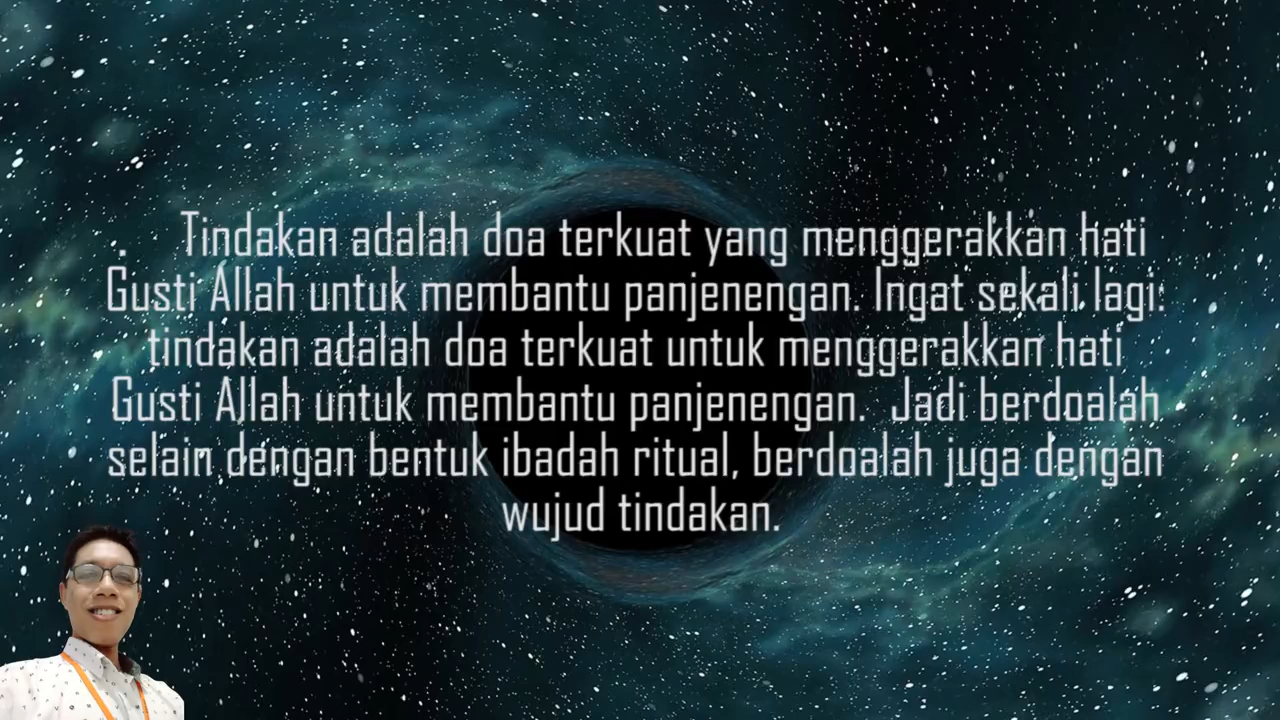 . Tindakan adalah doa terkuat yang menggerakkan hati
Gusti Allah untuk membantu panjenengan. Ingat sekali lagi:
tindakan adalah doa terkuat untuk menggerakkan hati
Gusti Allah untuk membantu panjenengan. Jadi berdoalah
selain dengan bentuk ibadah ritual, berdoalah juga dengan
wujud tindakan.